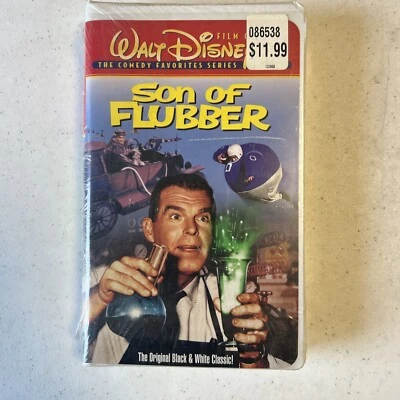 086538
$11.99
WALT DISNEY
FILM
THE COMEDY FAVORITES SERIES
SON OF
FLUBBER
The Original Black & White Classic!